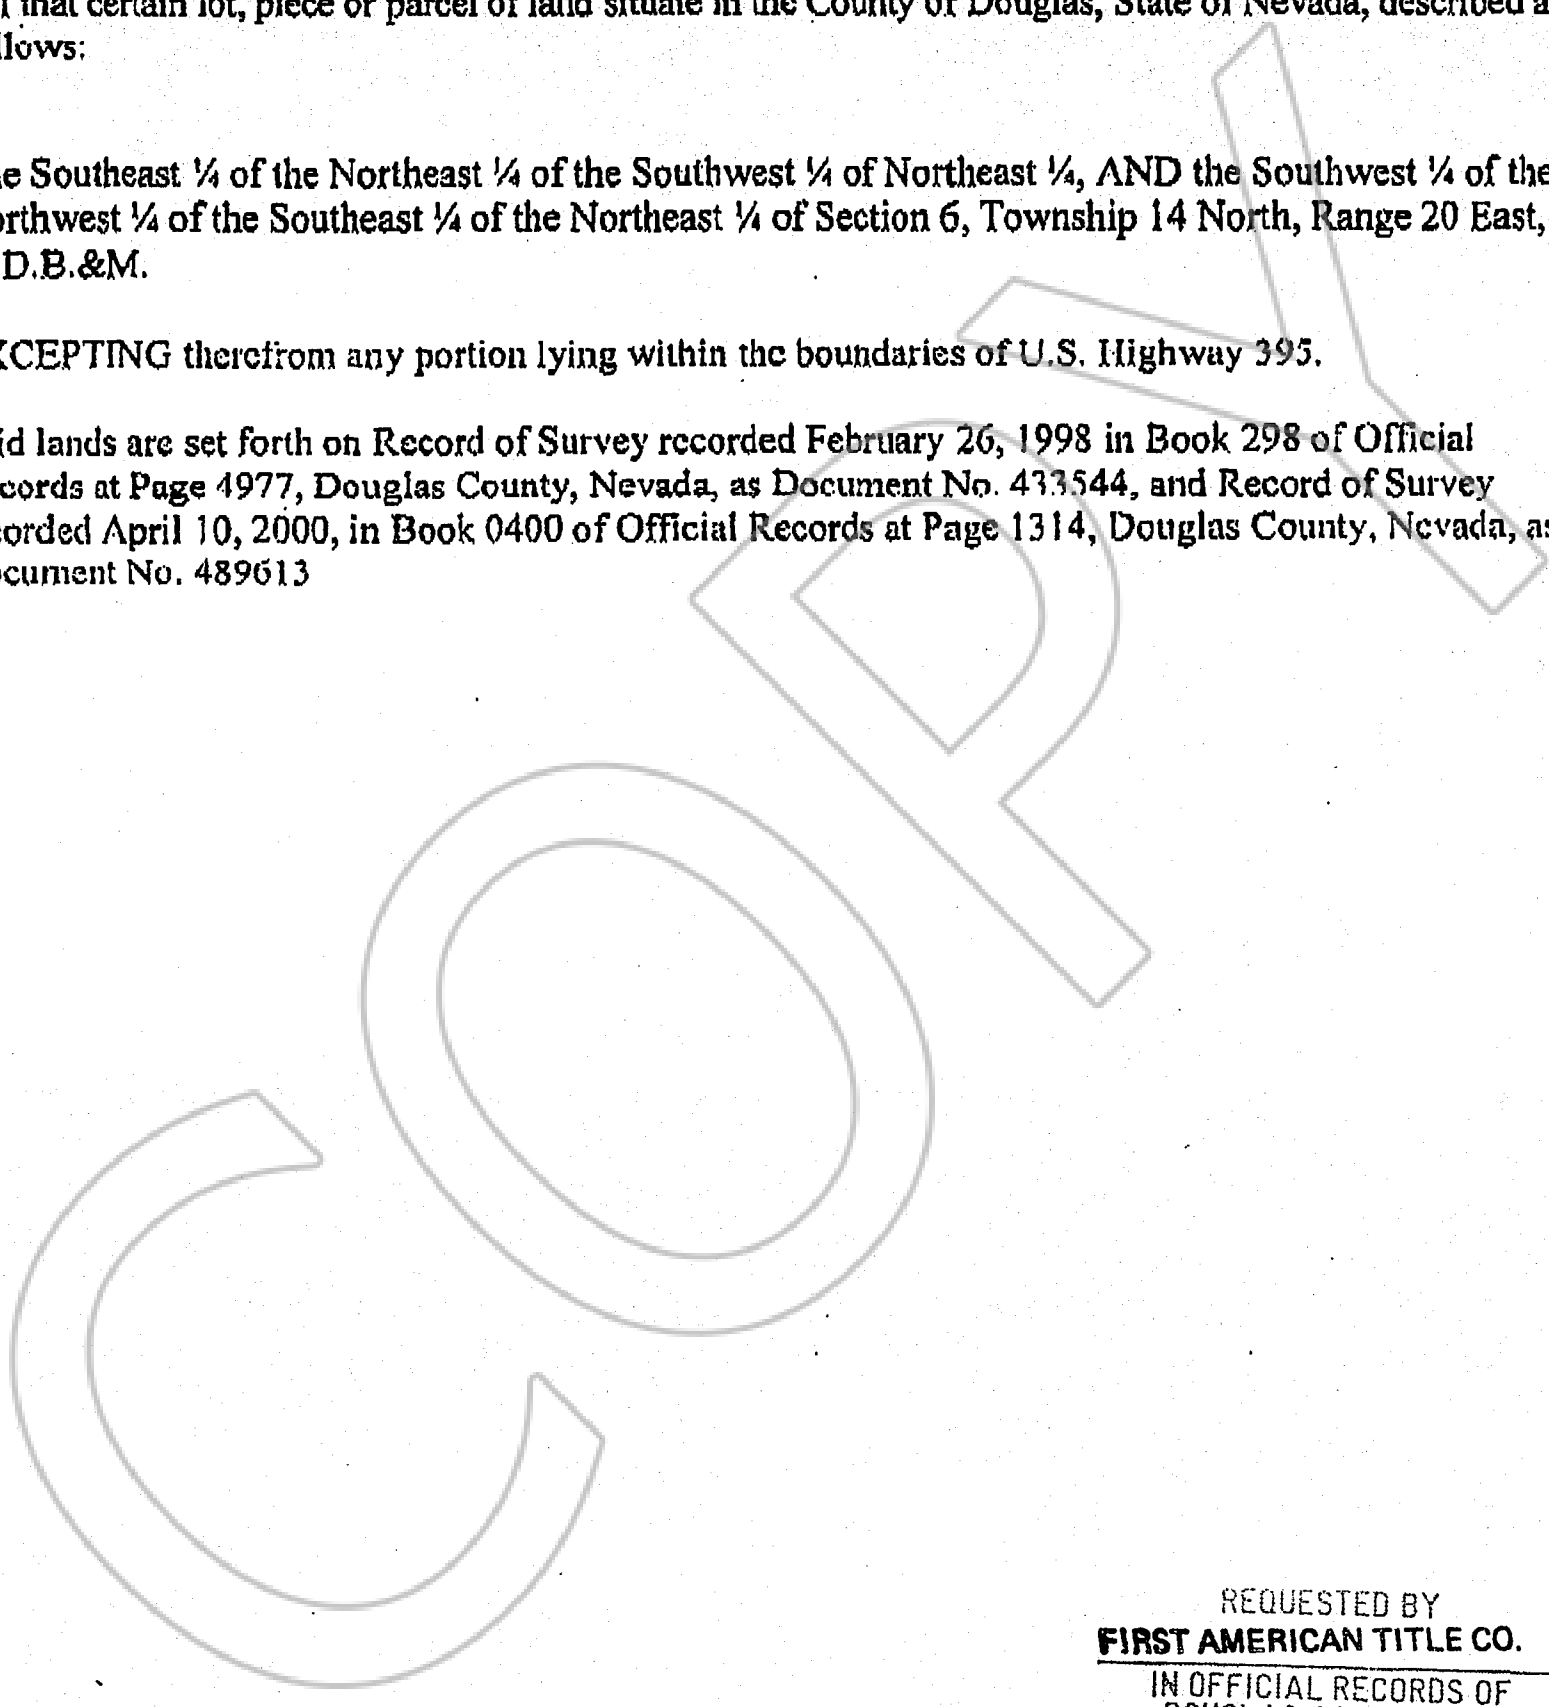 that certain lot, piece or parcel of land situate in the County of Douglas, State of Nevada, described a
llows:
e Southeast ¼ of the Northeast ¼ of the Southwest ¼ of Northeast ¼, AND the Southwest ¼ of the
orthwest ¼ of the Southeast ¼ of the Northeast ¼ of Section 6, Township 14 North, Range 20 East,
D.B.&M.
XCEPTING therefrom any portion lying within the boundaries of U.S. Highway 395.
id lands are set forth on Record of Survey recorded February 26, 1998 in Book 298 of Official
cords at Page 4977, Douglas County, Nevada, as Document No. 433544, and Record of Survey
corded April 10, 2000, in Book 0400 of Official Records at Page 1314, Douglas County, Nevada, as
ocument No. 489613
COPY
REQUESTED BY
FIRST AMERICAN TITLE CO.
IN OFFICIAL RECORDS OF